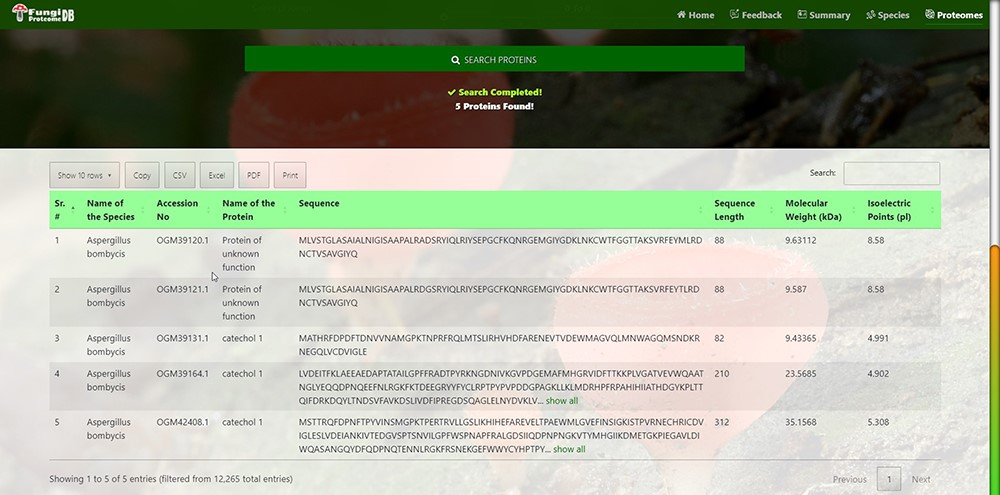 Fungi Proteome DB
Home Feedback Summary Species Proteomes
SEARCH PROTEINS
Search Completed!
5 Proteins Found!
Show 10 rows Copy CSV Excel PDF Print Search:
Sr. # Name of the Species Accession No Name of the Protein Sequence Sequence Length Molecular Weight (kDa) Isoelectric Points (pI)
1 Aspergillus bombycis OGM39120.1 Protein of unknown function MLVSTGLASAIALNIGISAAPALRADSRYIQLRIYSEPGCFKQNRGEMGIYGDKLNKCWTFGGTTAKSVRFEYMLRD
NCTVSAVGIYQ 88 9.63112 8.58
2 Aspergillus bombycis OGM39121.1 Protein of unknown function MLVSTGLASAIALNIGISAAPALRDGSRYIQLRIYSEPGCFKQNRGEMGIYGDKLNKCWTFGGTTAKSVRFEYTLRD
NCTVSAVGIYQ 88 9.587 8.58
3 Aspergillus bombycis OGM39131.1 catechol 1 MATHRFDPDFTDNVVNAMGPKTNPRFRQLMTSLIRHVHDFARENEVTVDEWMAGVQLMNWAGQMSNDKR
NEGQLVCDVIGLE 82 9.43365 4.991
4 Aspergillus bombycis OGM39164.1 catechol 1 LVDEITFKLAEEAEDAPTATAILGPFFRADTPYRKNGDNIVKGVPDGEMAFMHGRVIDFTTKKPLVGATVEVWQAAT
NGLYEQQDPNQEEFNLRGKFKTDEEGRYYFYCLRPTPYPVPDDGPAGKLLKLMDRHPFRPAHIHIIATHDGYKPLTT
QIFDRKDQYLTNDSVFAVKDSLIVDFIPREGDSQAGLELNYDVKLV... show all 210 23.5685 4.902
5 Aspergillus bombycis OGM42408.1 catechol 1 MSTTRQFDPNFTPYVINSMGPKTPERTRVLLGSLIKHIHEFAREVELTPAEWMLGVEFINSIGKISTPVRNECHRICDV
IGLESLVDEIANKIVTEDGVSPTSNVILGPFWSPNAPFRALGDSIIQDPNPNGKVTYMHGIIKDMETGKPIEGAVLDI
WQASANGQYDFQDPNQTENNLRGKFRSNEKGEFWWYCYHPTPY... show all 312 35.1568 5.308
Showing 1 to 5 of 5 entries (filtered from 12,265 total entries) Previous 1 Next